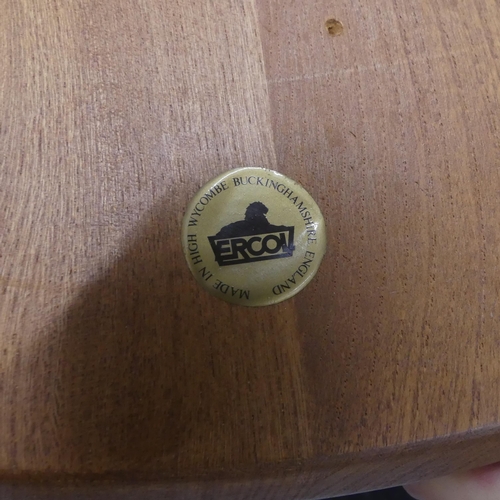 MADE IN HIGH WYCOMBE BUCKINGHAMSHIRE ENGLAND
ERCOL